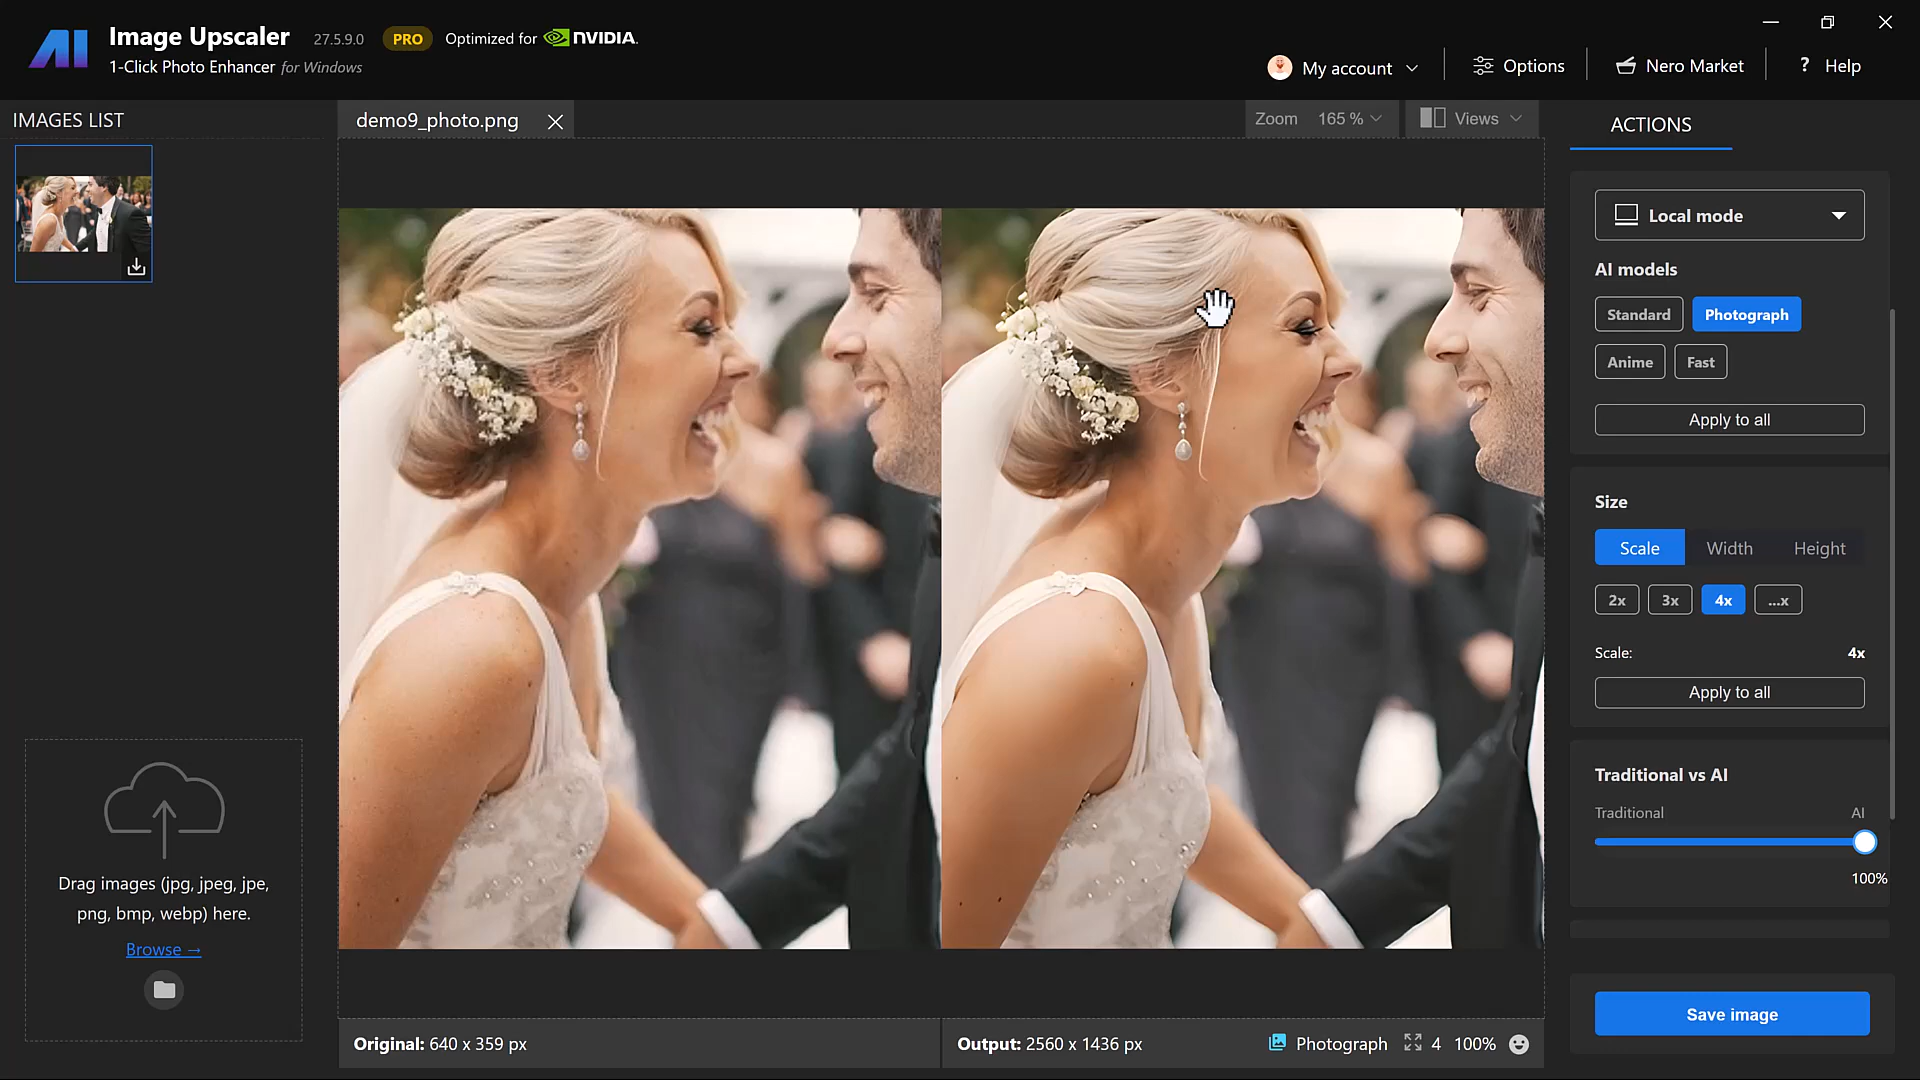 AI Image Upscaler 27.5.9.0 PRO Optimized for NVIDIA.
1-Click Photo Enhancer for Windows
My account
Options
Nero Market
? Help
IMAGES LIST
demo9_photo.png
Zoom 165 %
Views
ACTIONS
Local mode
AI models
Standard Photograph
Anime Fast
Apply to all
Size
Scale Width Height
2x 3x 4x ...x
Scale: 4x
Apply to all
Traditional vs AI
Traditional AI
100%
Drag images (jpg, jpeg, jpe,
png, bmp, webp) here.
Browse →
Save image
Original: 640 x 359 px
Output: 2560 x 1436 px
Photograph 4 100%